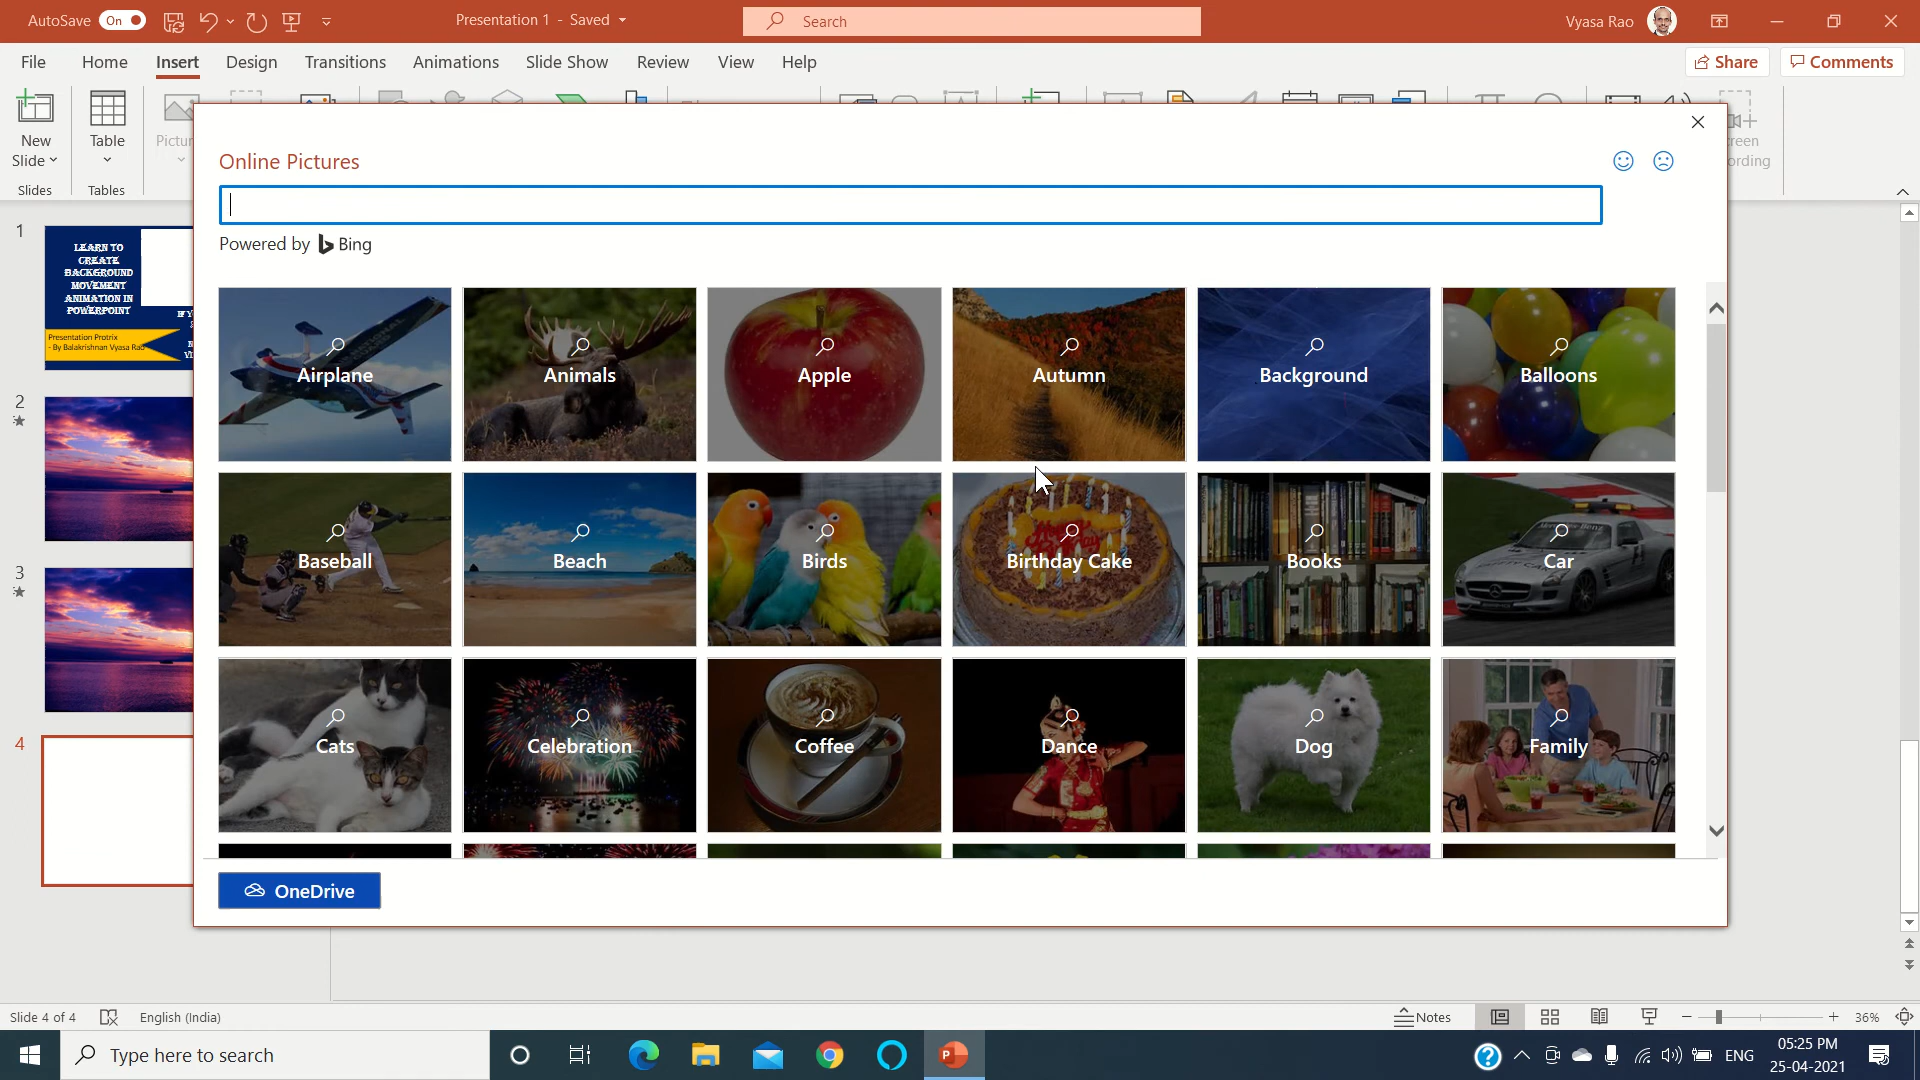 AutoSave On
Presentation 1 - Saved
Search
Vyasa Rao
File Home Insert Design Transitions Animations Slide Show Review View Help
Share Comments
New
Slide
Table
Slides
Tables
Online Pictures
Powered by Bing
Airplane
Animals
Apple
Autumn
Background
Balloons
Baseball
Beach
Birds
Birthday Cake
Books
Car
Cats
Celebration
Coffee
Dance
Dog
Family
OneDrive
1
LEARN TO
CREATE
BACKGROUND
MOVEMENT
ANIMATION IN
POWERPOINT
Presentation Protrix
- By Balakrishnan Vyasa Rao
2
3
4
Slide 4 of 4
English (India)
Notes
36%
Type here to search
ENG
05:25 PM
25-04-2021